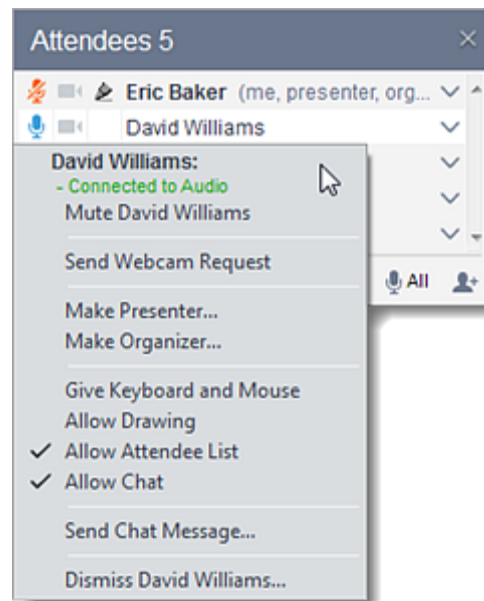 Attendees 5
Eric Baker (me, presenter, org...
David Williams
David Williams:
- Connected to Audio
Mute David Williams
Send Webcam Request
Make Presenter...
Make Organizer...
Give Keyboard and Mouse
Allow Drawing
Allow Attendee List
Allow Chat
Send Chat Message...
Dismiss David Williams...
All